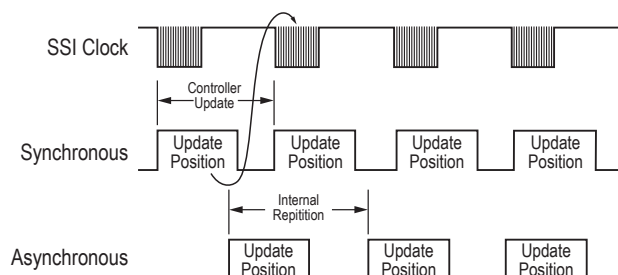 SSI Clock
Controller
Update
Synchronous
Update
Position
Update
Position
Update
Position
Update
Position
Internal
Repitition
Asynchronous
Update
Position
Update
Position
Update
Position